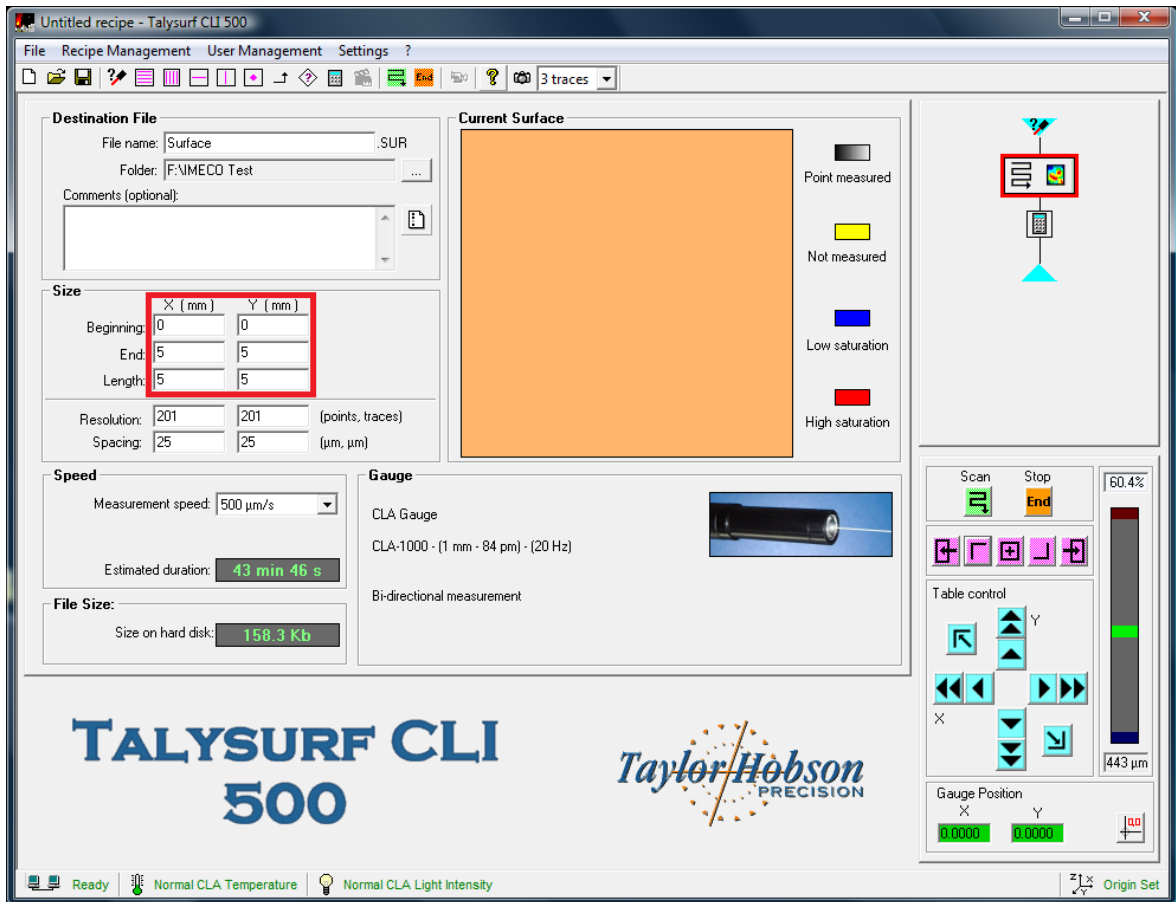 Untitled recipe - Talysurf CLI 500
File Recipe Management User Management Settings ?
End
3 traces
Destination File
File name: Surface .SUR
Folder: F:\IMECO Test ...
Comments (optional):
Size
X (mm) Y (mm)
Beginning: 0 0
End: 5 5
Length: 5 5
Resolution: 201 201 (points, traces)
Spacing: 25 25 (µm, µm)
Speed
Measurement speed: 500 µm/s
Estimated duration: 43 min 46 s
File Size:
Size on hard disk: 158.3 Kb
Current Surface
Point measured
Not measured
Low saturation
High saturation
Gauge
CLA Gauge
CLA-1000 - (1 mm - 84 pm) - (20 Hz)
Bi-directional measurement
Scan Stop
End
60.4%
Table control
Y
X
443 µm
Gauge Position
X Y
0.0000 0.0000
0,0
TALYSURF CLI
500
Taylor Hobson
PRECISION
Ready Normal CLA Temperature Normal CLA Light Intensity
Z X Y Origin Set